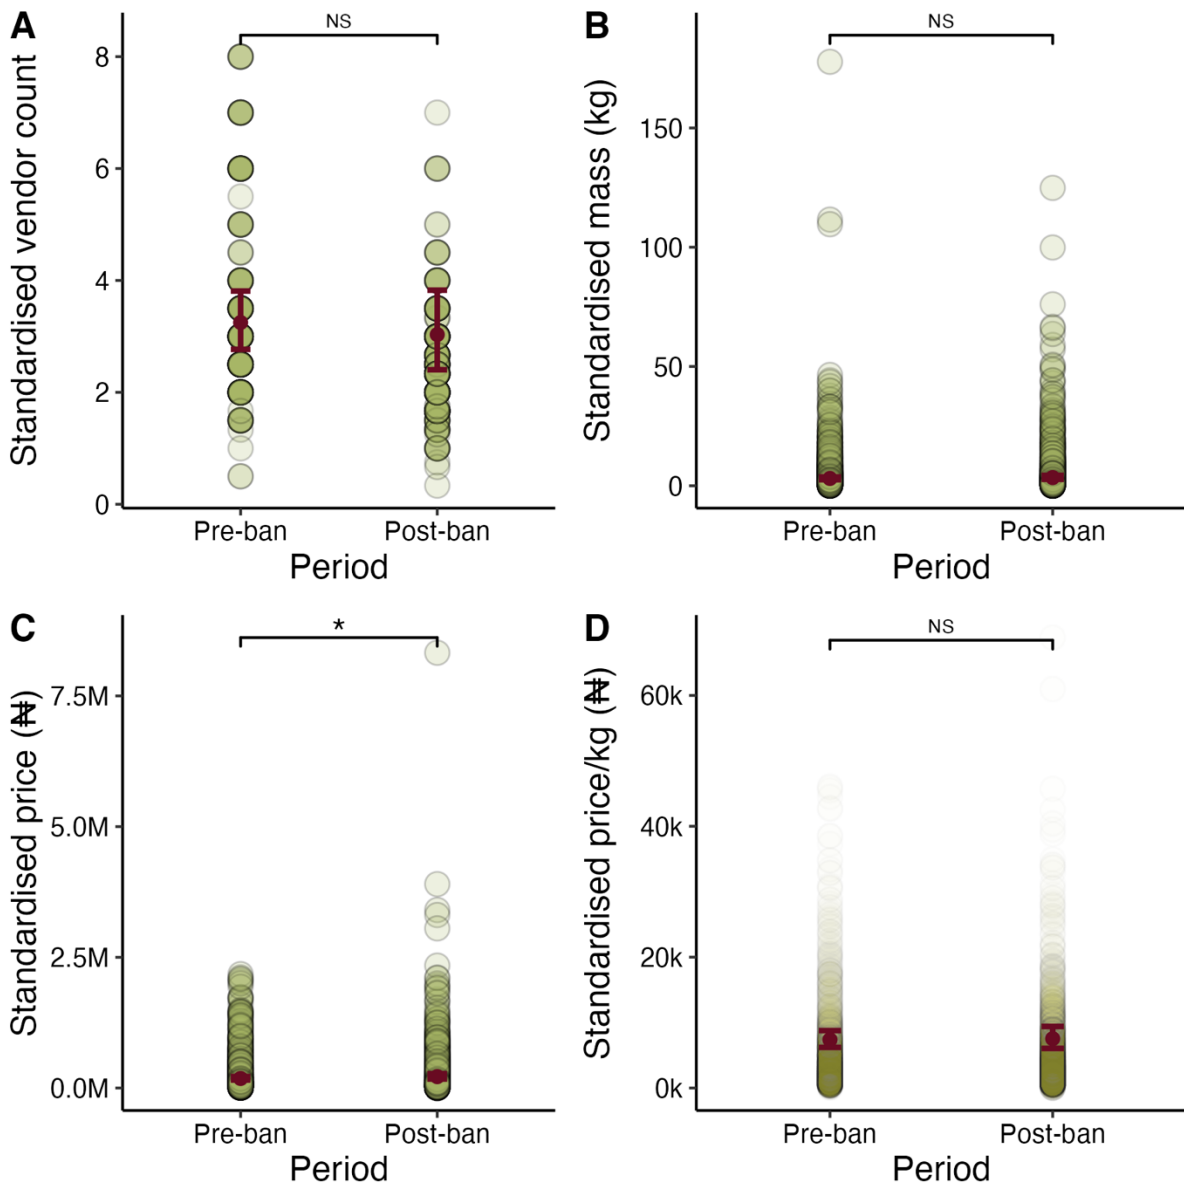 A
NS
Standardised vendor count
8
6
4
2
0
Pre-ban
Post-ban
Period
B
NS
Standardised mass (kg)
150
100
50
0
Pre-ban
Post-ban
Period
C
*
Standardised price (₦)
7.5M
5.0M
2.5M
0.0M
Pre-ban
Post-ban
Period
D
NS
Standardised price/kg (₦)
60k
40k
20k
0k
Pre-ban
Post-ban
Period